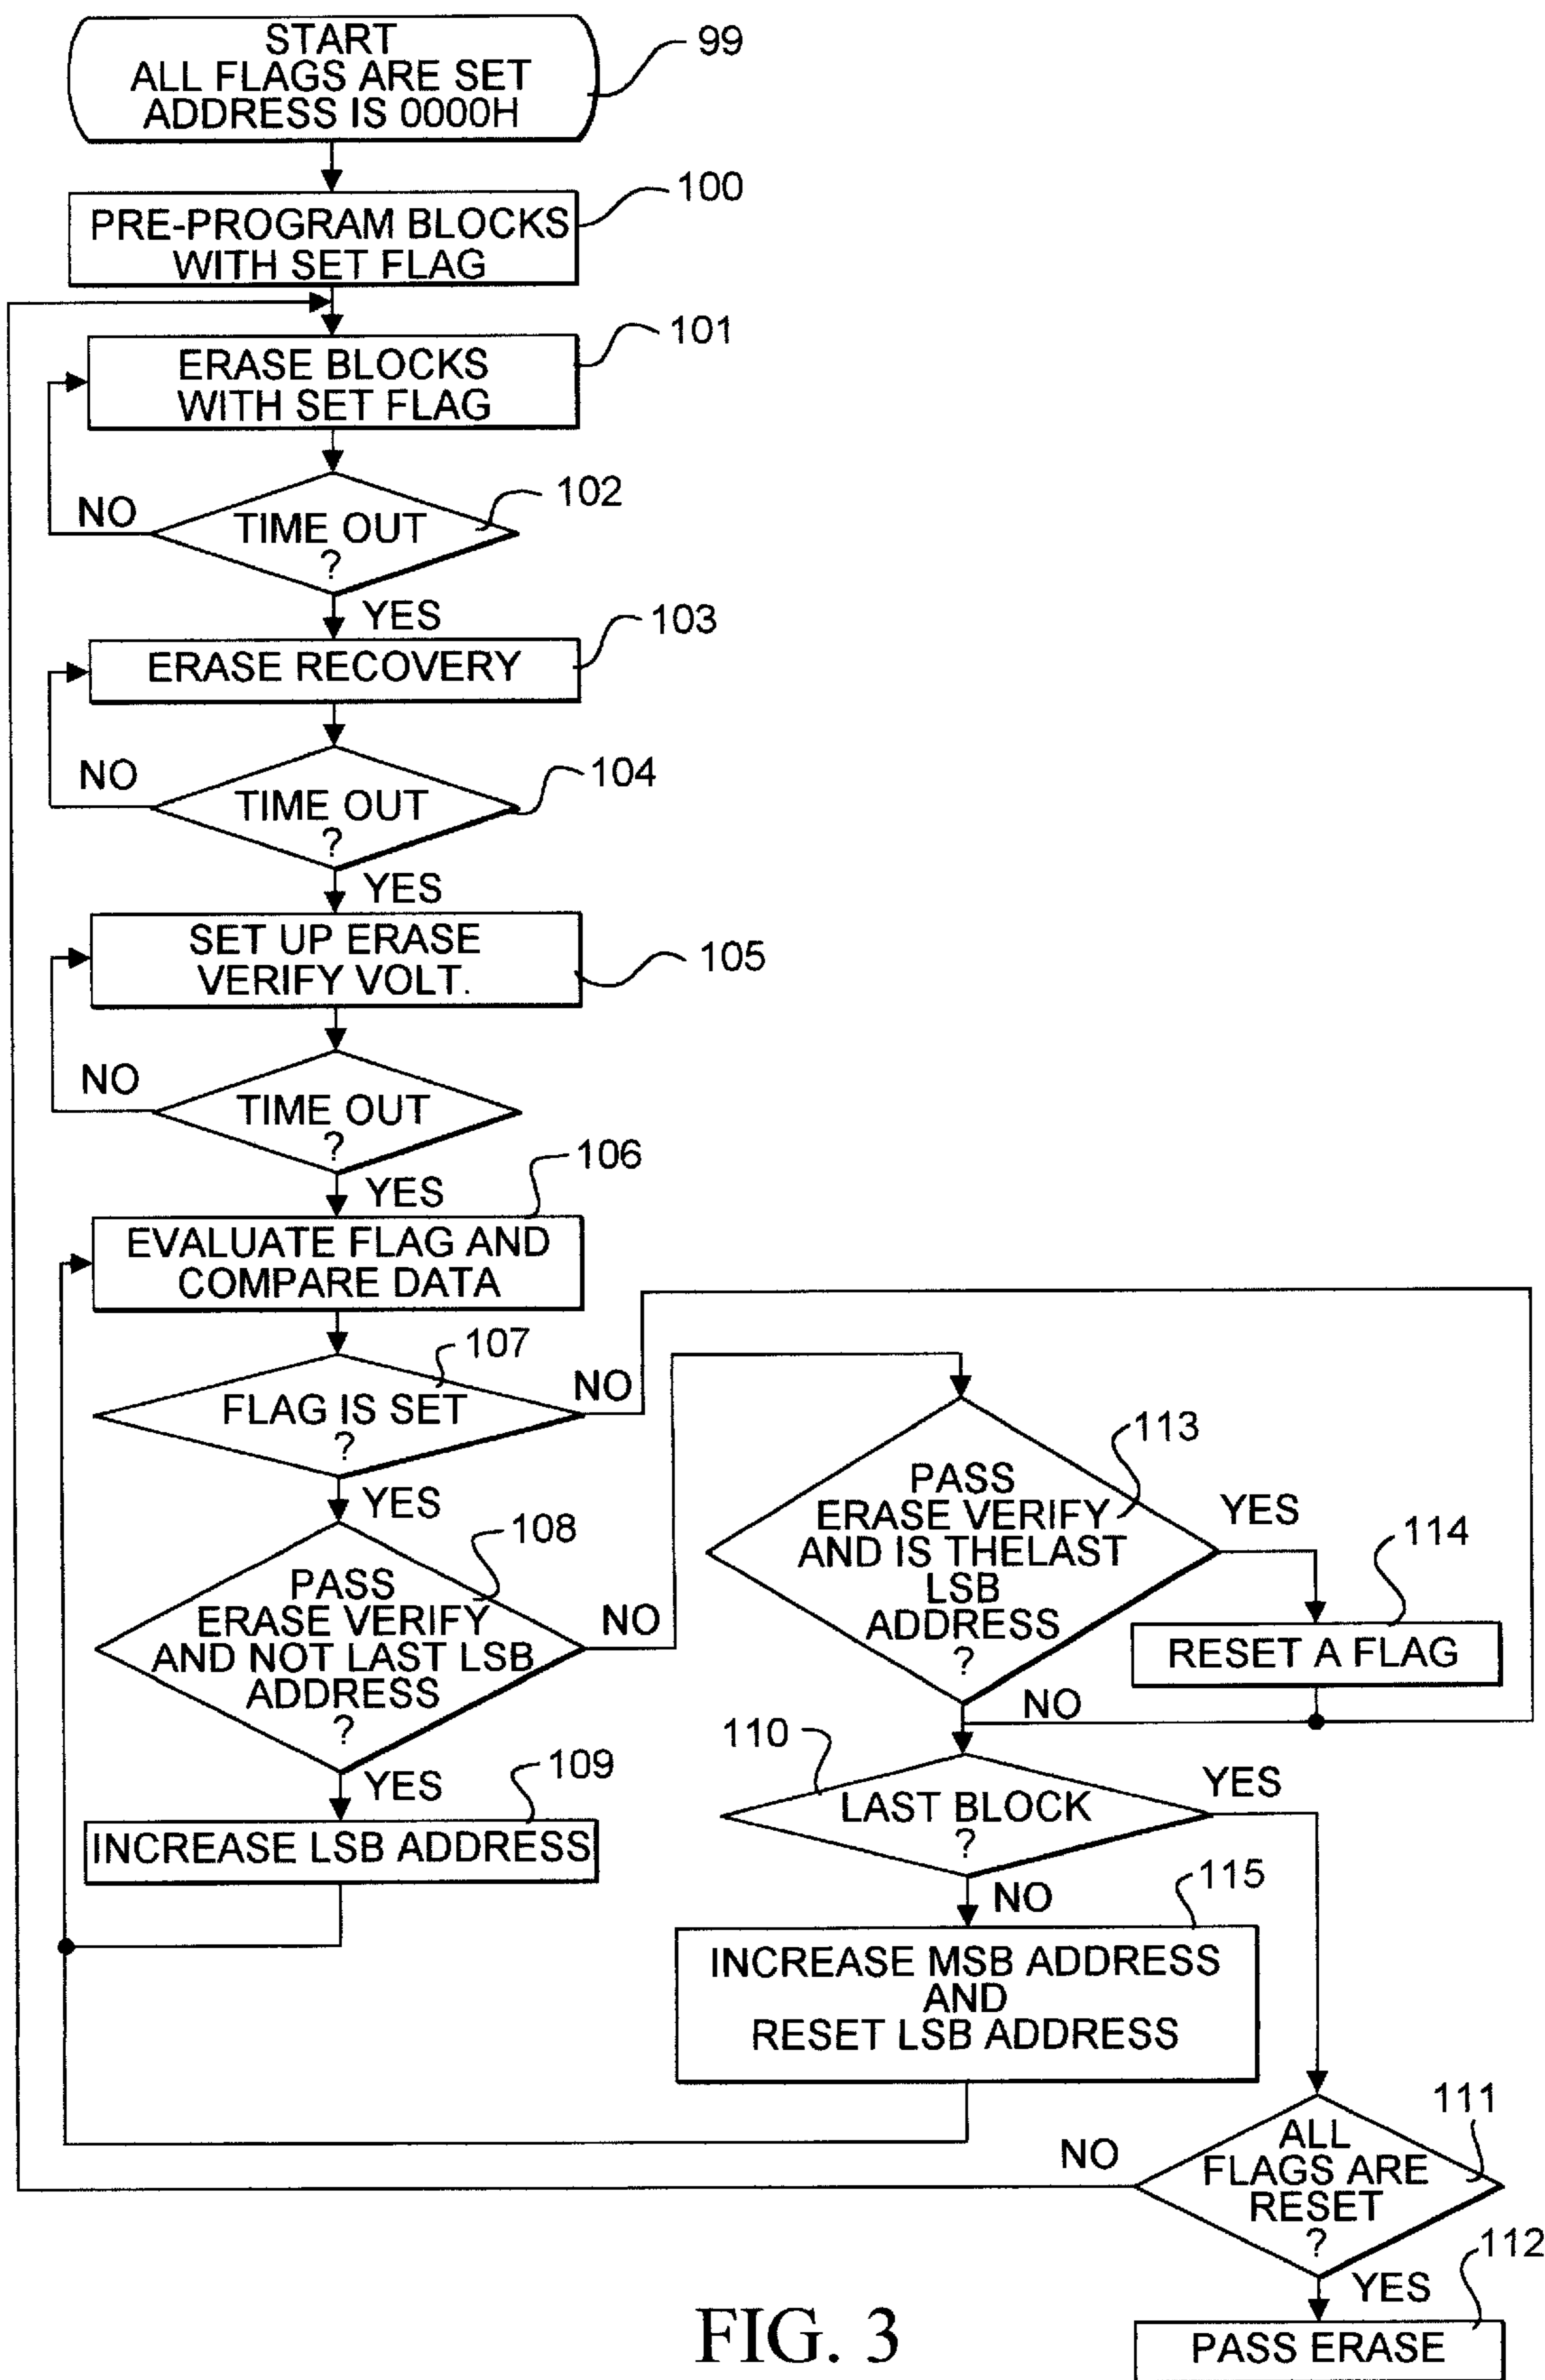 START
ALL FLAGS ARE SET
ADDRESS IS 0000H
99
PRE-PROGRAM BLOCKS
WITH SET FLAG
100
ERASE BLOCKS
WITH SET FLAG
101
TIME OUT
?
102
NO
YES
ERASE RECOVERY
103
TIME OUT
?
104
NO
YES
SET UP ERASE
VERIFY VOLT.
105
TIME OUT
?
NO
YES
106
EVALUATE FLAG AND
COMPARE DATA
107
FLAG IS SET
?
NO
YES
108
PASS
ERASE VERIFY
AND NOT LAST LSB
ADDRESS
?
NO
YES
109
INCREASE LSB ADDRESS
113
PASS
ERASE VERIFY
AND IS THELAST
LSB
ADDRESS
?
YES
NO
114
RESET A FLAG
110
LAST BLOCK
?
YES
NO
115
INCREASE MSB ADDRESS
AND
RESET LSB ADDRESS
111
ALL
FLAGS ARE
RESET
?
NO
YES
112
PASS ERASE
FIG. 3